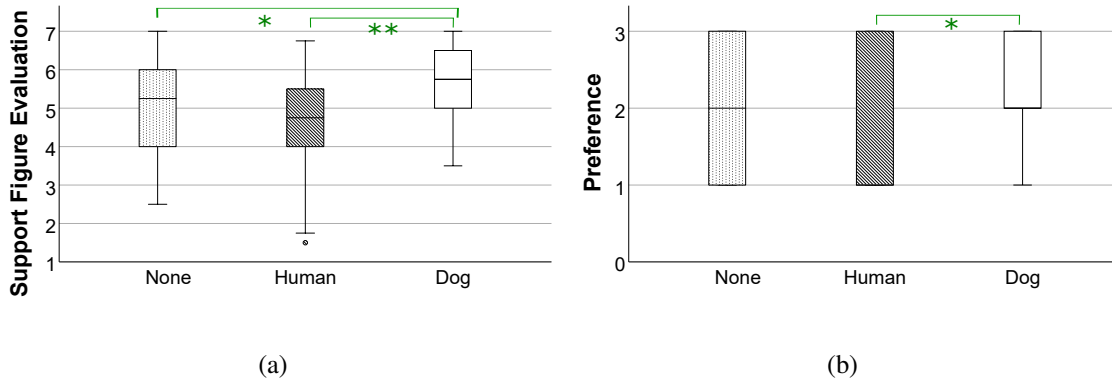 Support Figure Evaluation
7
6
5
4
3
2
1
*
**
None Human Dog
(a)
Preference
3
2
1
0
*
None Human Dog
(b)